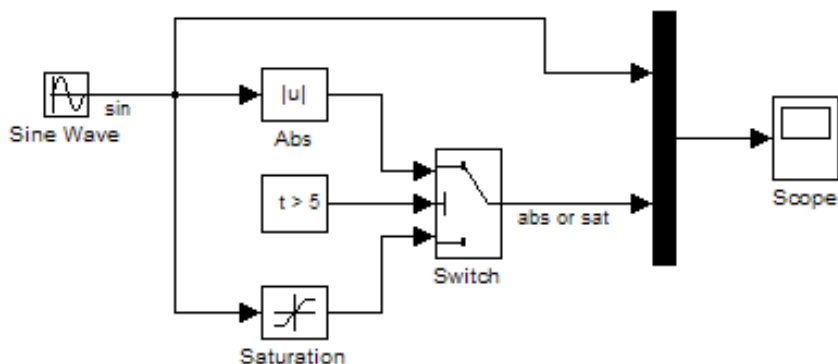 sin
Sine Wave
|u|
Abs
t > 5
abs or sat
Switch
Saturation
Scope